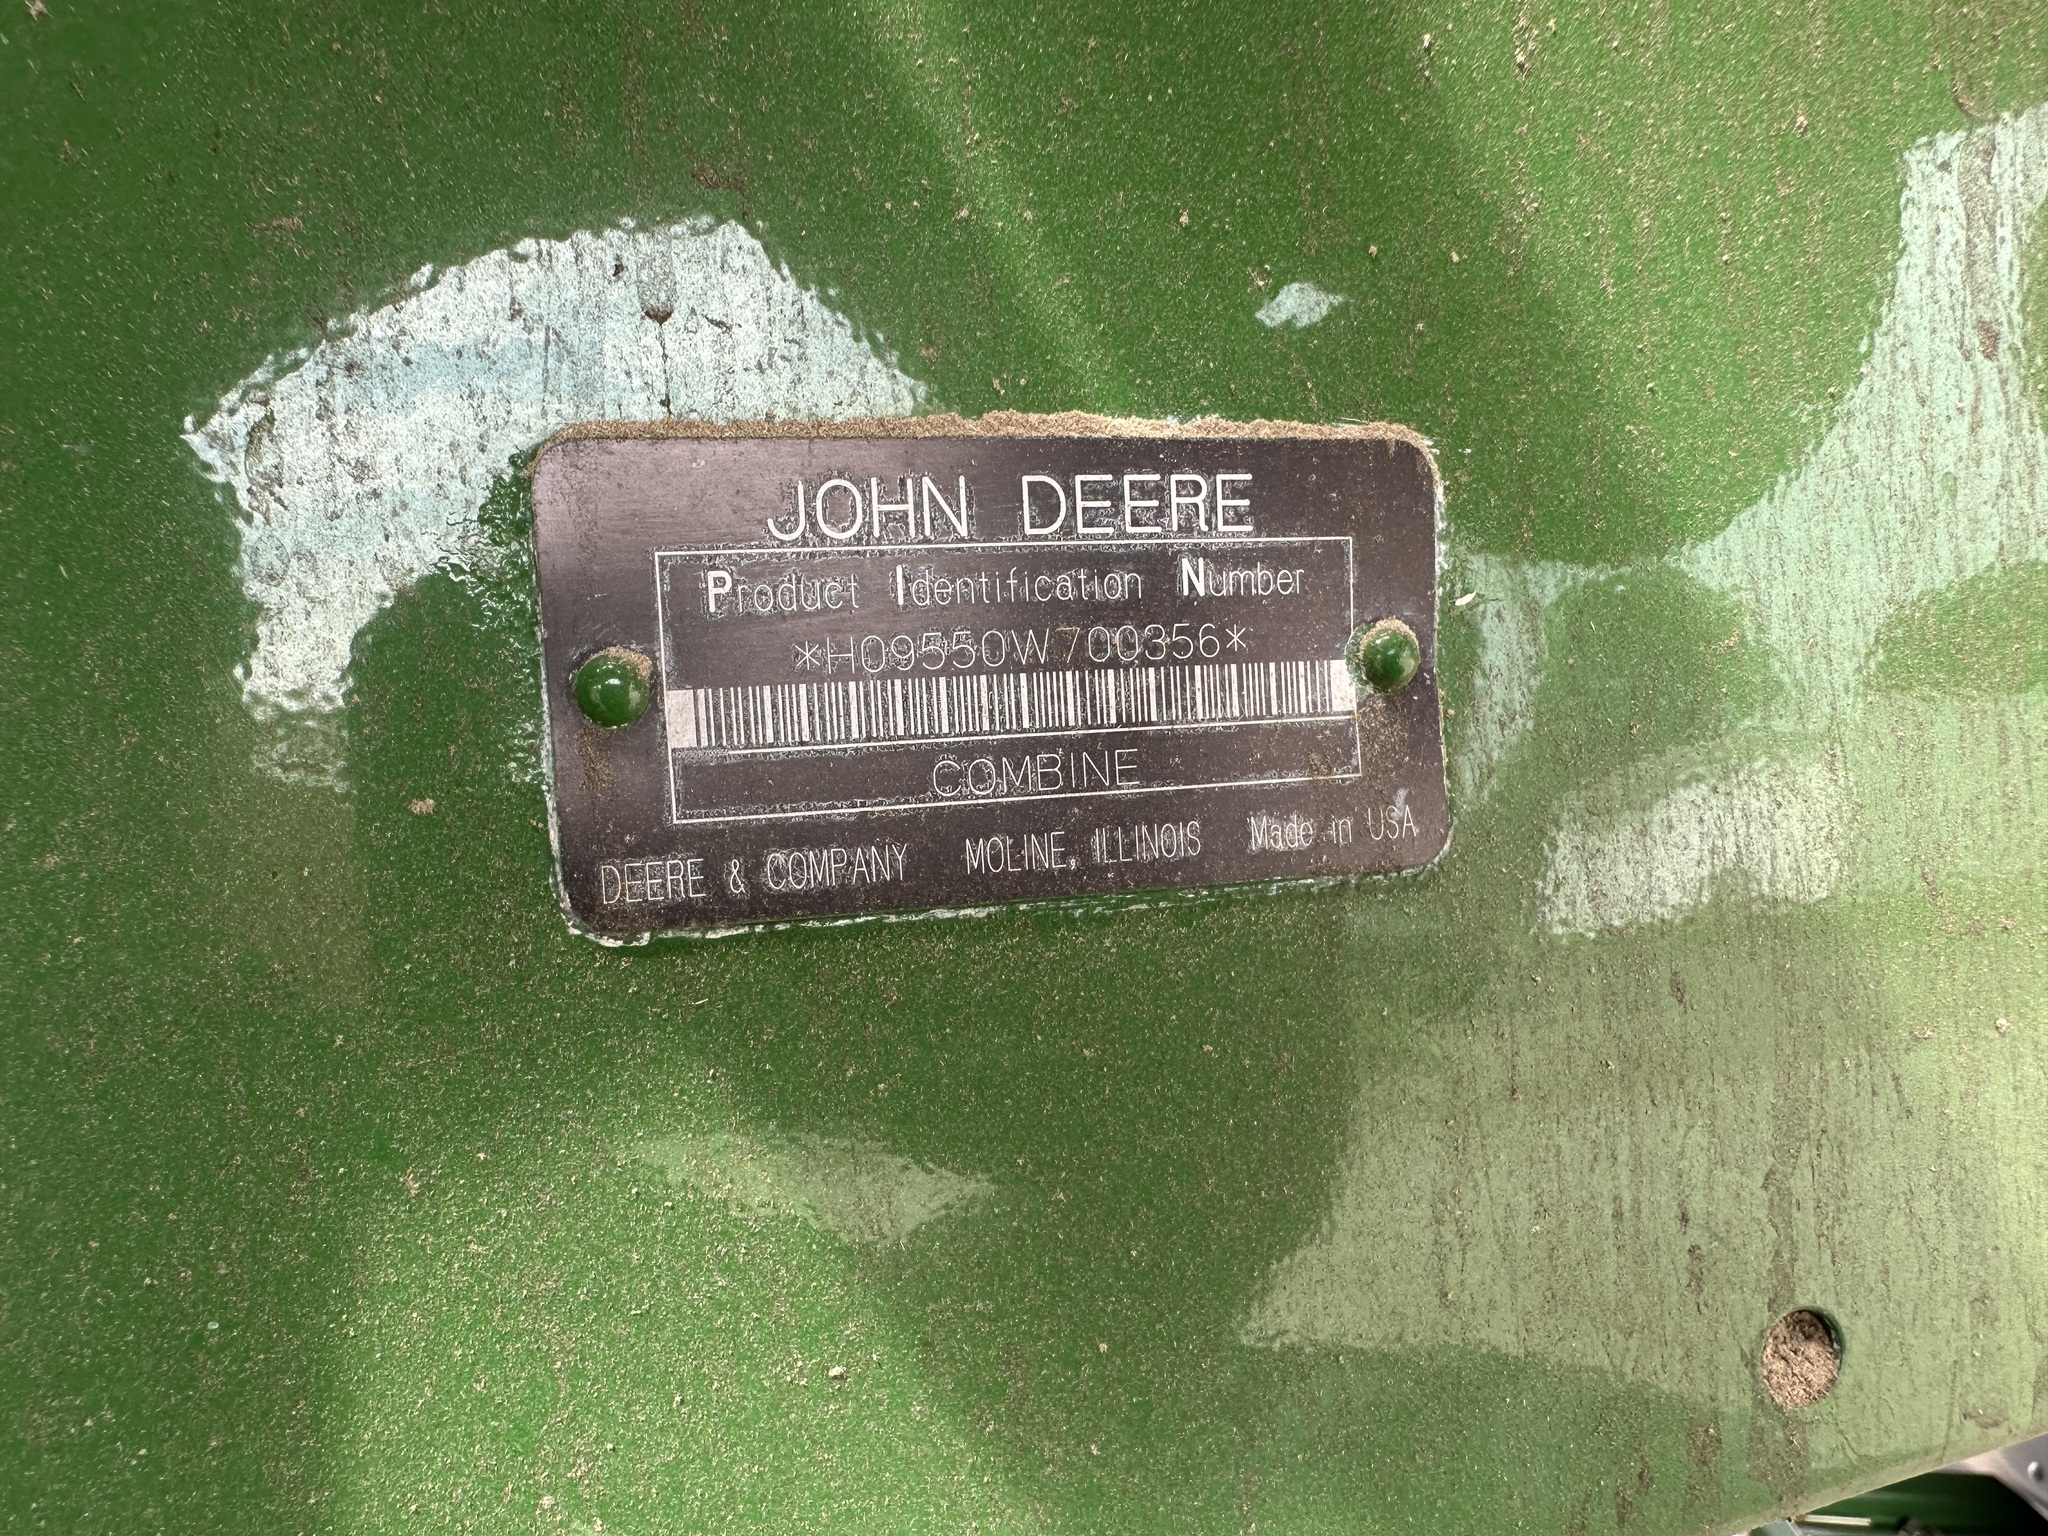 JOHN DEERE
Product Identification Number
*H09550W700356*
COMBINE
DEERE & COMPANY MOLINE, ILLINOIS Made in USA